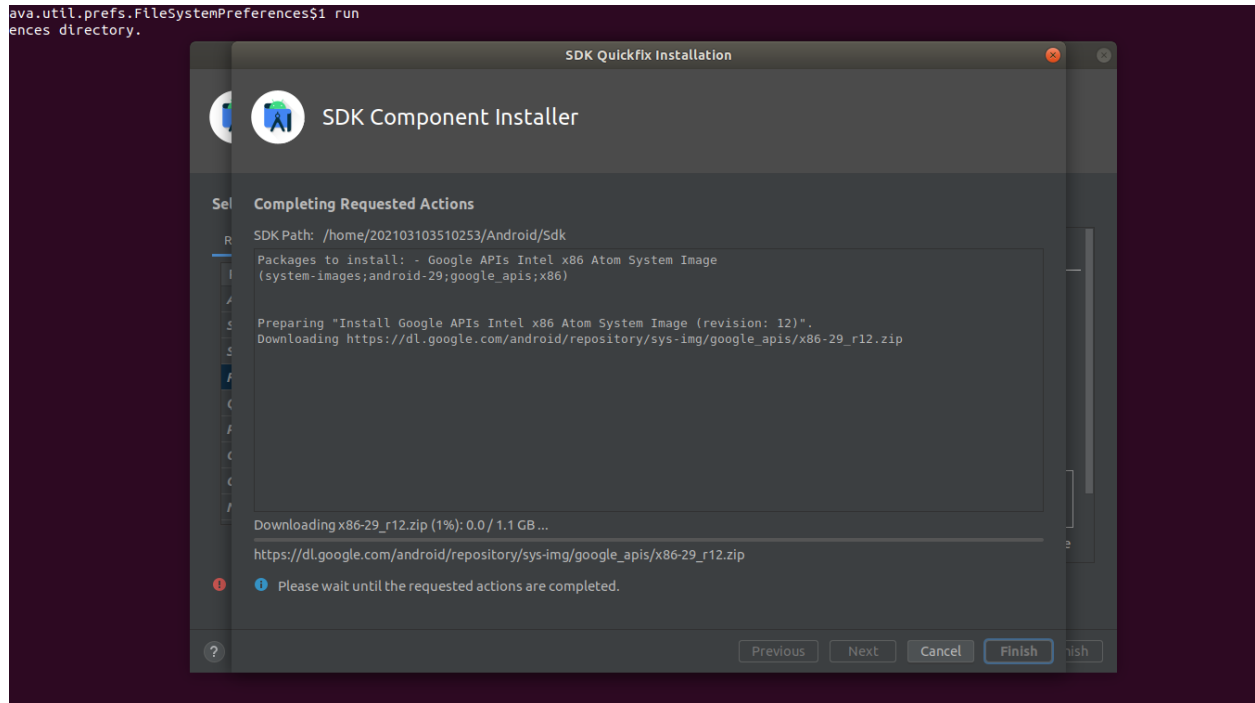 ava.util.prefs.FileSystemPreferences$1 run
ences directory.
SDK Quickfix Installation
SDK Component Installer
Sel
Completing Requested Actions
SDK Path: /home/202103103510253/Android/Sdk
R
Packages to install: - Google APIs Intel x86 Atom System Image
(system-images;android-29;google_apis;x86)
Preparing "Install Google APIs Intel x86 Atom System Image (revision: 12)".
Downloading https://dl.google.com/android/repository/sys-img/google_apis/x86-29_r12.zip
Downloading x86-29_r12.zip (1%): 0.0 / 1.1 GB ...
https://dl.google.com/android/repository/sys-img/google_apis/x86-29_r12.zip
Please wait until the requested actions are completed.
? Previous Next Cancel Finish nish